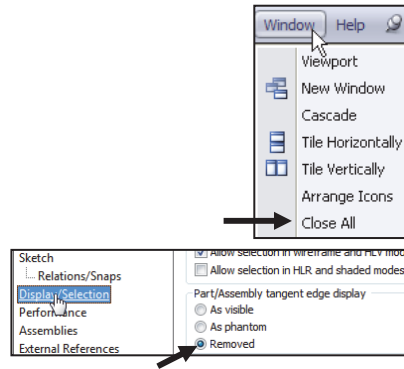 Window Help
Viewport
New Window
Cascade
Tile Horizontally
Tile Vertically
Arrange Icons
Close All
Sketch
Relations/Snaps
Display/Selection
Performance
Assemblies
External References
Allow selection in wireframe and HLV mod
Allow selection in HLR and shaded modes
Part/Assembly tangent edge display
As visible
As phantom
Removed